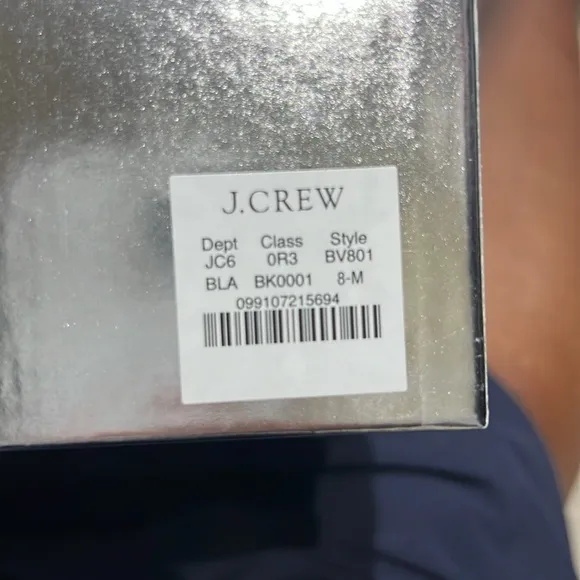 J.CREW
Dept Class Style
JC6 0R3 BV801
BLA BK0001 8-M
099107215694